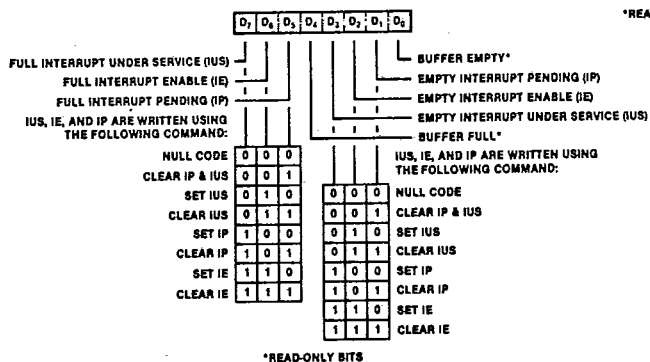 *REA
D7 D6 D5 D4 D3 D2 D1 D0
FULL INTERRUPT UNDER SERVICE (IUS)
FULL INTERRUPT ENABLE (IE)
FULL INTERRUPT PENDING (IP)
IUS, IE, AND IP ARE WRITTEN USING
THE FOLLOWING COMMAND:
NULL CODE 0 0 0
CLEAR IP & IUS 0 0 1
SET IUS 0 1 0
CLEAR IUS 0 1 1
SET IP 1 0 0
CLEAR IP 1 0 1
SET IE 1 1 0
CLEAR IE 1 1 1
BUFFER EMPTY*
EMPTY INTERRUPT PENDING (IP)
EMPTY INTERRUPT ENABLE (IE)
EMPTY INTERRUPT UNDER SERVICE (IUS)
BUFFER FULL*
IUS, IE, AND IP ARE WRITTEN USING
THE FOLLOWING COMMAND:
0 0 0 NULL CODE
0 0 1 CLEAR IP & IUS
0 1 0 SET IUS
0 1 1 CLEAR IUS
1 0 0 SET IP
1 0 1 CLEAR IP
1 1 0 SET IE
1 1 1 CLEAR IE
*READ-ONLY BITS